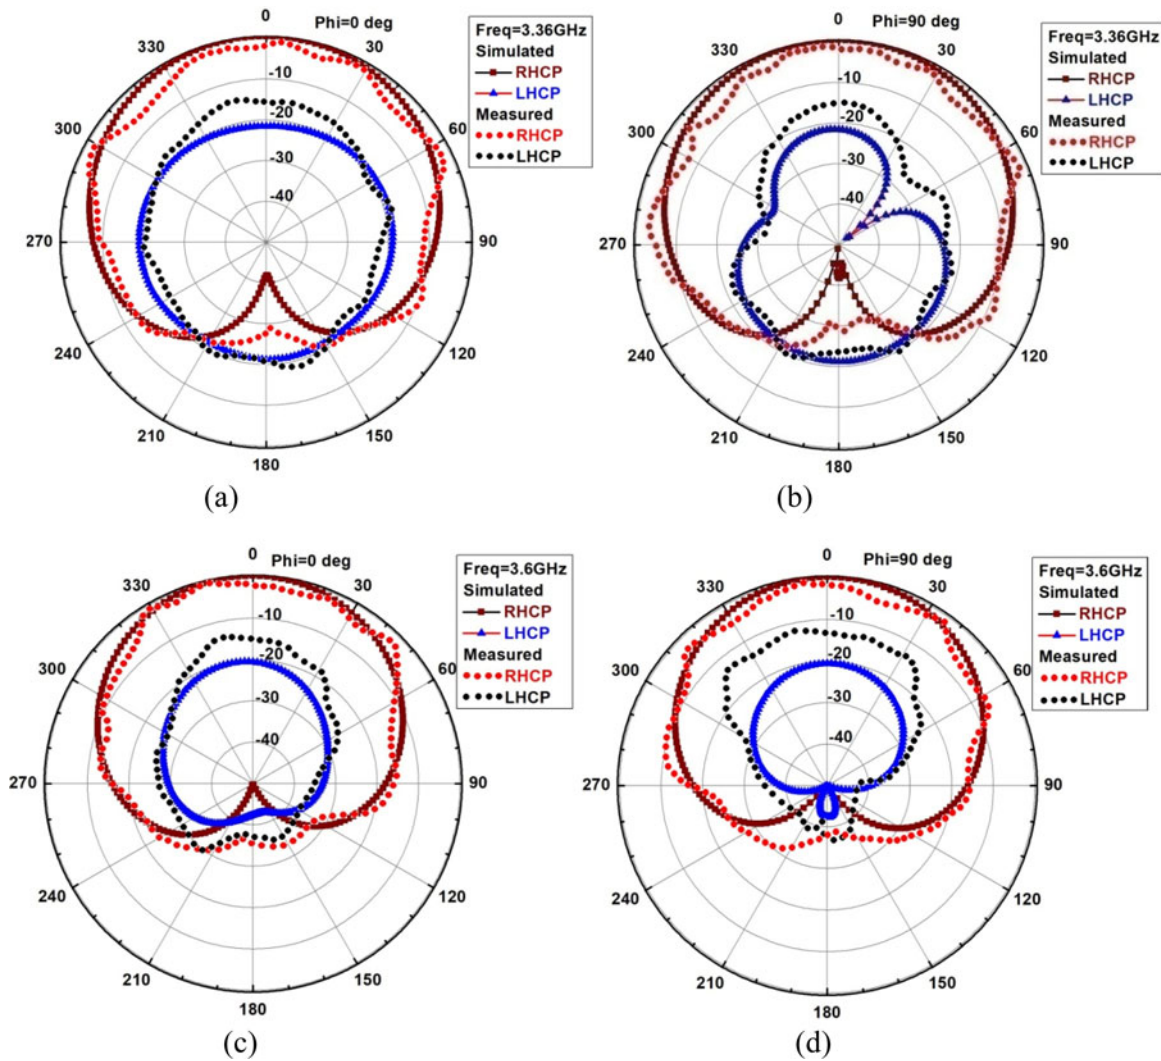 0
Phi=0 deg
330
30
-10
300
60
-20
-30
-40
270
90
240
120
210
150
180
Freq=3.36GHz
Simulated
RHCP
LHCP
Measured
RHCP
LHCP
(a)
0
Phi=90 deg
330
30
-10
300
60
-20
-30
-40
270
90
240
120
210
150
180
Freq=3.36GHz
Simulated
RHCP
LHCP
Measured
RHCP
LHCP
(b)
0
Phi=0 deg
330
30
-10
300
60
-20
-30
-40
270
90
240
120
210
150
180
Freq=3.6GHz
Simulated
RHCP
LHCP
Measured
RHCP
LHCP
(c)
0
Phi=90 deg
330
30
-10
300
60
-20
-30
-40
270
90
240
120
210
150
180
Freq=3.6GHz
Simulated
RHCP
LHCP
Measured
RHCP
LHCP
(d)